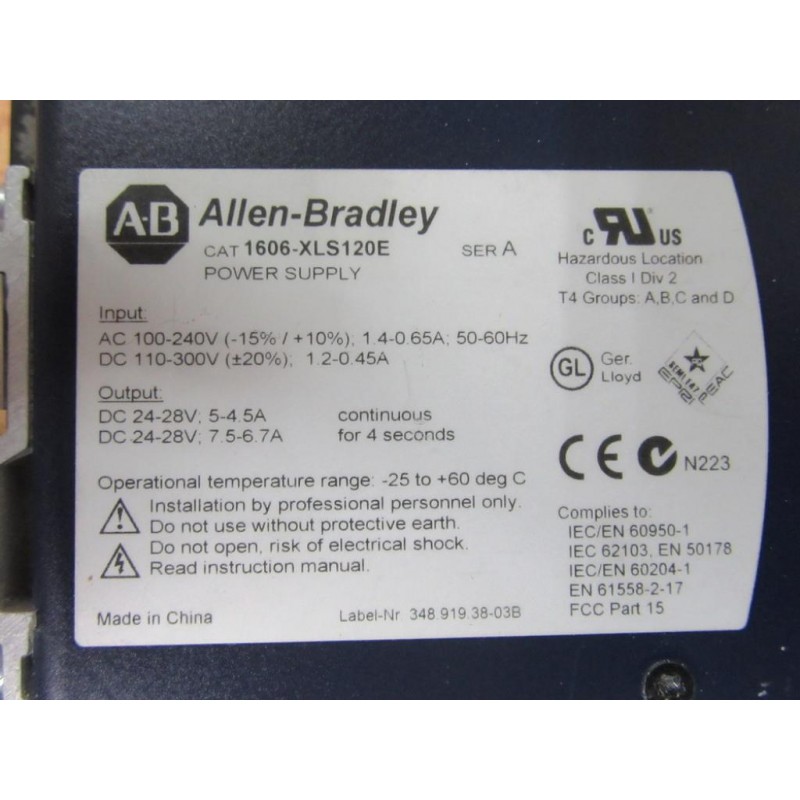 A-B Allen-Bradley
CAT 1606-XLS120E SER A
POWER SUPPLY
Input:
AC 100-240V (-15% / +10%); 1.4-0.65A; 50-60Hz
DC 110-300V (±20%); 1.2-0.45A
Output:
DC 24-28V; 5-4.5A continuous
DC 24-28V; 7.5-6.7A for 4 seconds
Operational temperature range: -25 to +60 deg C
Installation by professional personnel only.
Do not use without protective earth.
Do not open, risk of electrical shock.
Read instruction manual.
Made in China
Label-Nr 348.919.38-03B
C RU US
Hazardous Location
Class I Div 2
T4 Groups: A,B,C and D
GL Ger.
Lloyd
SEMI F47
EPRI PEAC
CE N223
Complies to:
IEC/EN 60950-1
IEC 62103, EN 50178
IEC/EN 60204-1
EN 61558-2-17
FCC Part 15